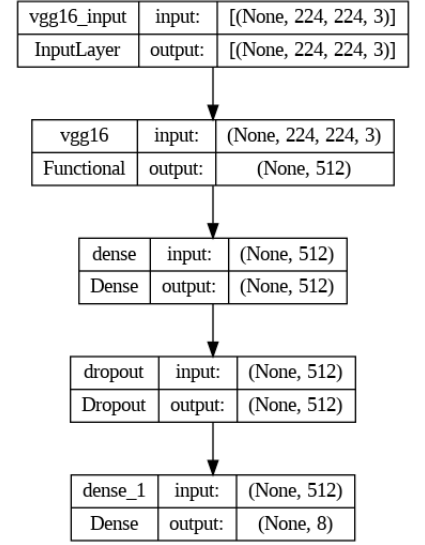 vgg16_input input: [(None, 224, 224, 3)]
InputLayer output: [(None, 224, 224, 3)]
vgg16 input: (None, 224, 224, 3)
Functional output: (None, 512)
dense input: (None, 512)
Dense output: (None, 512)
dropout input: (None, 512)
Dropout output: (None, 512)
dense_1 input: (None, 512)
Dense output: (None, 8)